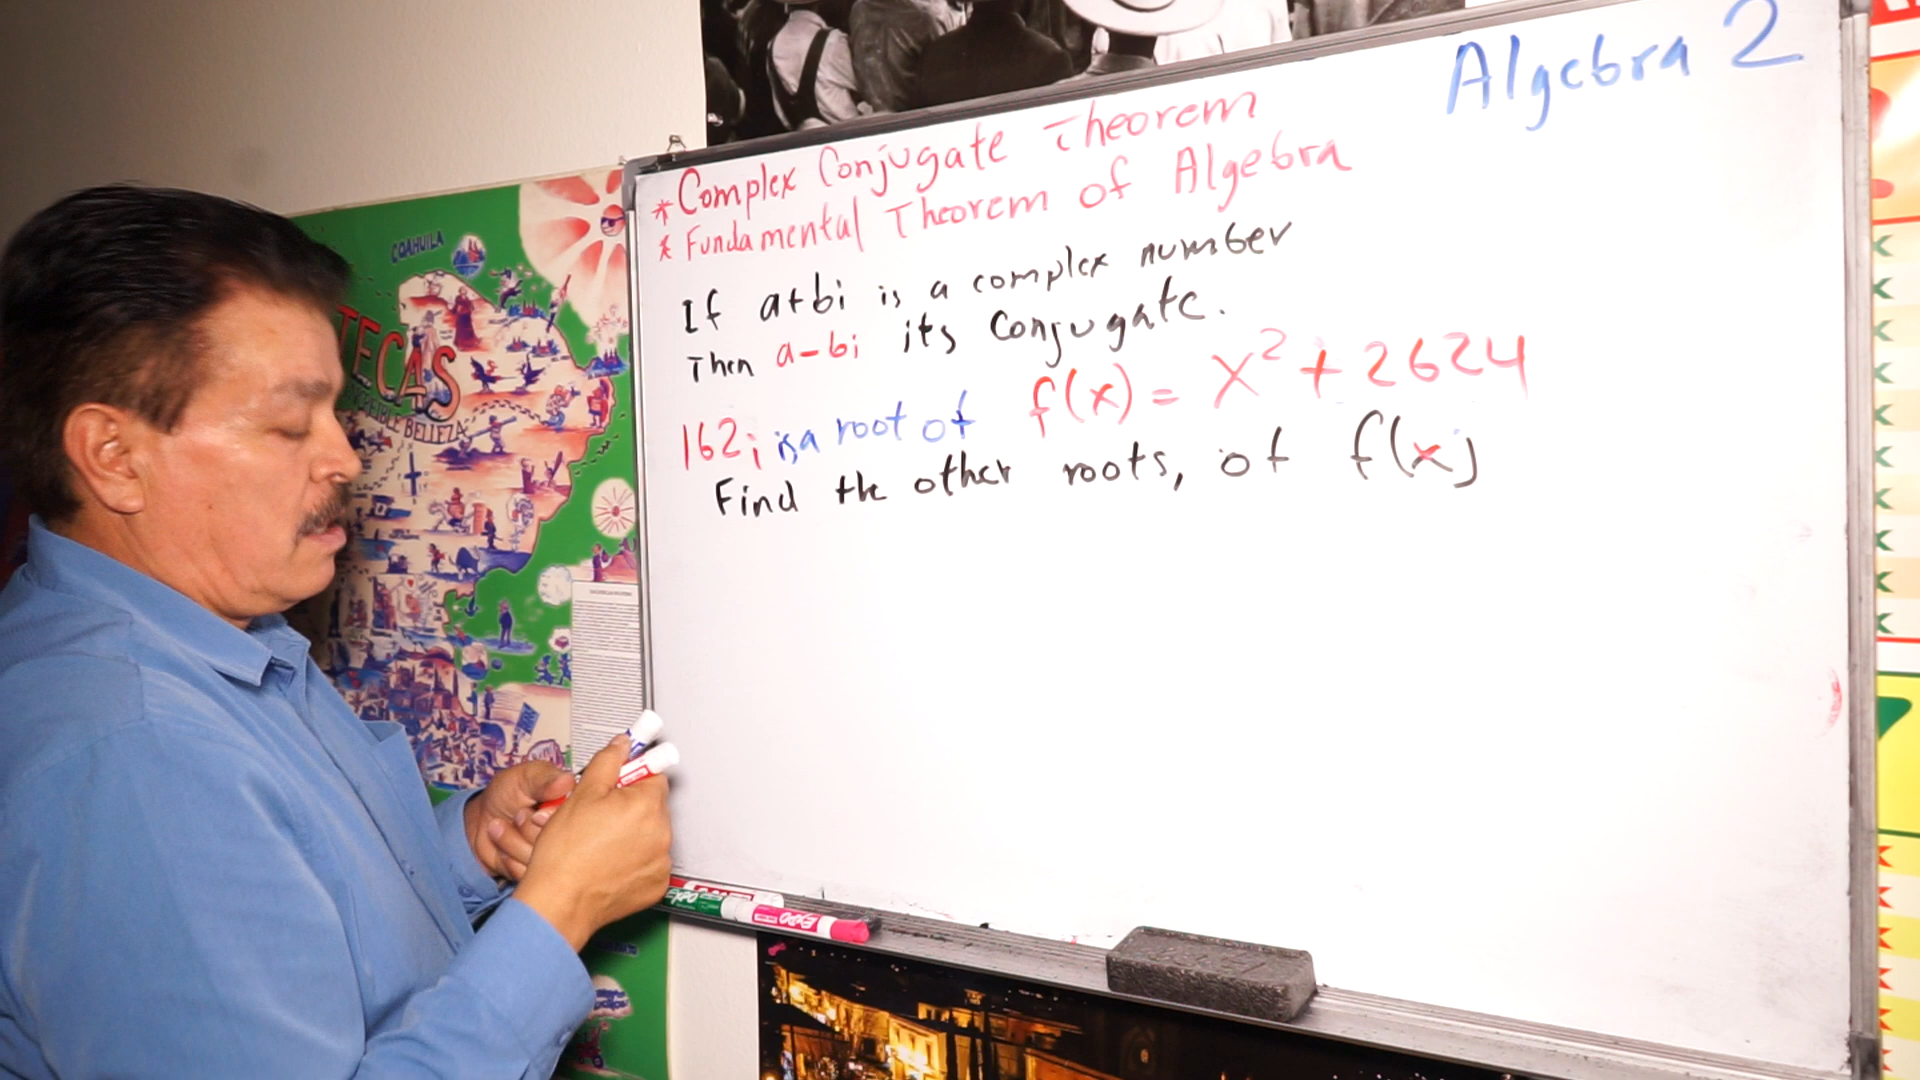 Algebra 2
* Complex Conjugate Theorem
* Fundamental Theorem of Algebra
If a+bi is a complex number
Then a-bi its Conjugate.
162i is a root of f(x) = x² + 2624
Find the other roots, of f(x)
COAHUILA
TECAS
INCREIBLE BELLEZA
EXPO
EXPO